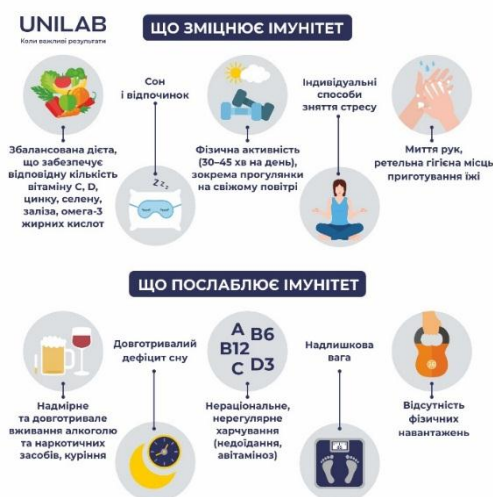 UNILAB
Коли важливі результати
ЩО ЗМІЦНЮЄ ІМУНІТЕТ
Збалансована дієта,
що забезпечує
відповідну кількість
вітаміну С, D,
цинку, селену,
заліза, омега-3
жирних кислот
Сон
і відпочинок
zzz
Фізична активність
(30–45 хв на день),
зокрема прогулянки
на свіжому повітрі
Індивідуальні
способи
зняття стресу
Миття рук,
ретельна гігієна місць
приготування їжі
ЩО ПОСЛАБЛЮЄ ІМУНІТЕТ
Надмірне
та довготривале
вживання алкоголю
та наркотичних
засобів, куріння
Довготривалий
дефіцит сну
A B6
B12
C D3
Нераціональне,
нерегулярне
харчування
(недоїдання,
авітаміноз)
Надлишкова
вага
Відсутність
фізичних
навантажень